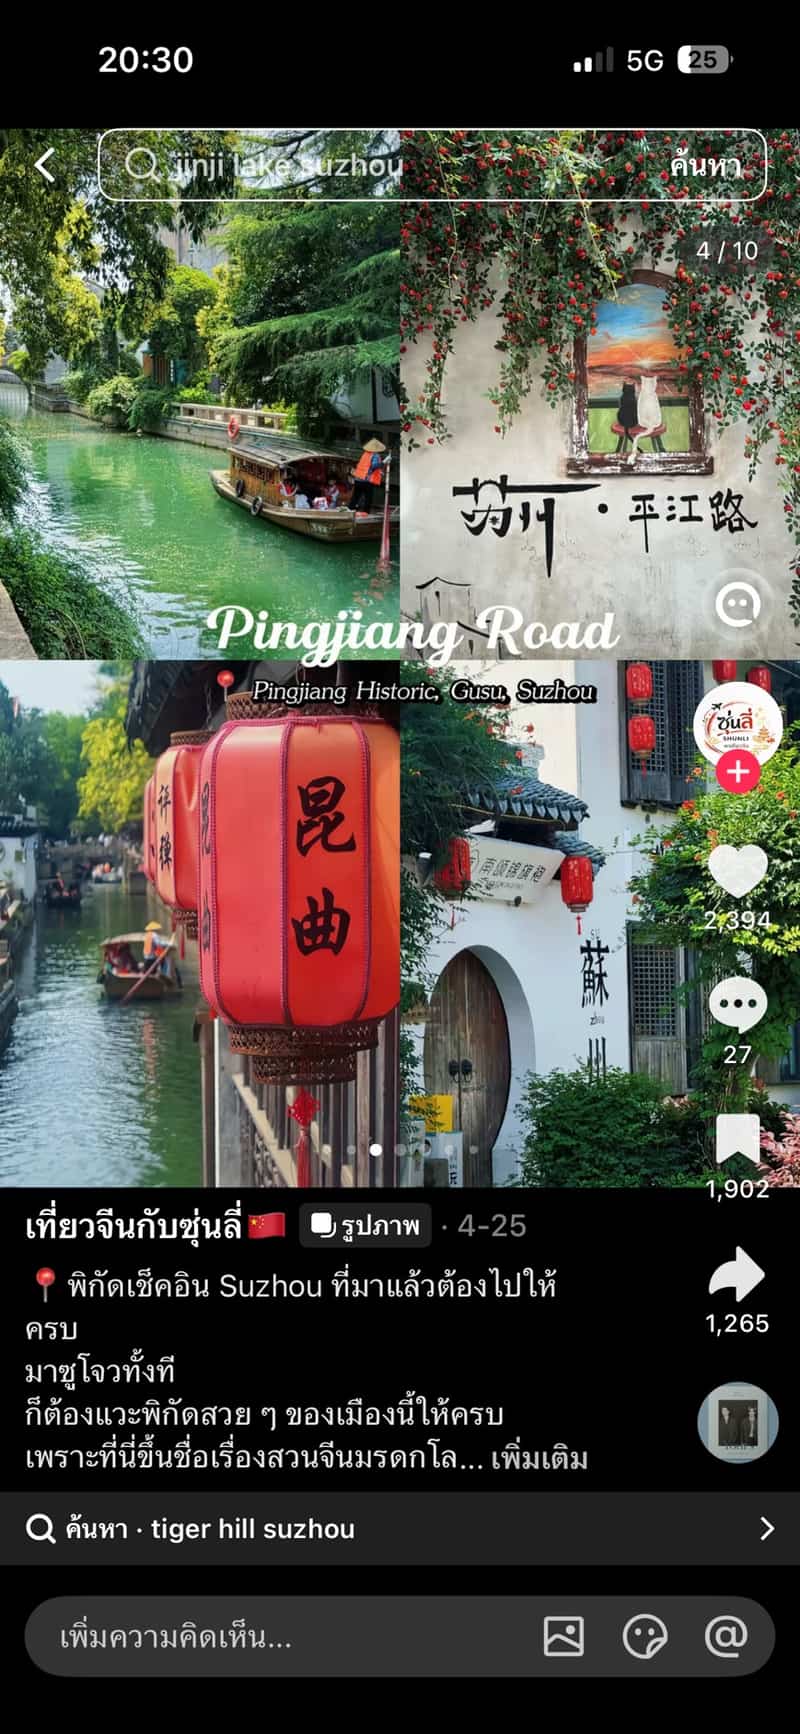 20:30
5G
25
jinji lake suzhou
ค้นหา
4 / 10
苏州·平江路
Pingjiang Road
Pingjiang Historic, Gusu, Suzhou
昆曲
評彈
蘇
zhou
州
ซุ่นลี่
SHUNLI
2,394
27
1,902
1,265
เที่ยวจีนกับซุ่นลี่🇨🇳 รูปภาพ · 4-25
📍 พิกัดเช็คอิน Suzhou ที่มาแล้วต้องไปให้
ครบ
มาซูโจวทั้งที
ก็ต้องแวะพิกัดสวย ๆ ของเมืองนี้ให้ครบ
เพราะที่นี่ขึ้นชื่อเรื่องสวนจีนมรดกโล... เพิ่มเติม
ค้นหา · tiger hill suzhou
เพิ่มความคิดเห็น...
@